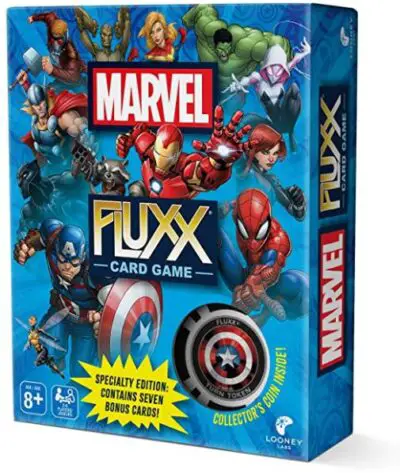 MARVEL
FLUXX
CARD GAME
SPECIALTY EDITION:
CONTAINS SEVEN
BONUS CARDS!
8+
FLUXX
TURN TOKEN
COLLECTOR'S COIN INSIDE!
LOONEY
LABS
FLUXX
CARD GAME
MARVEL